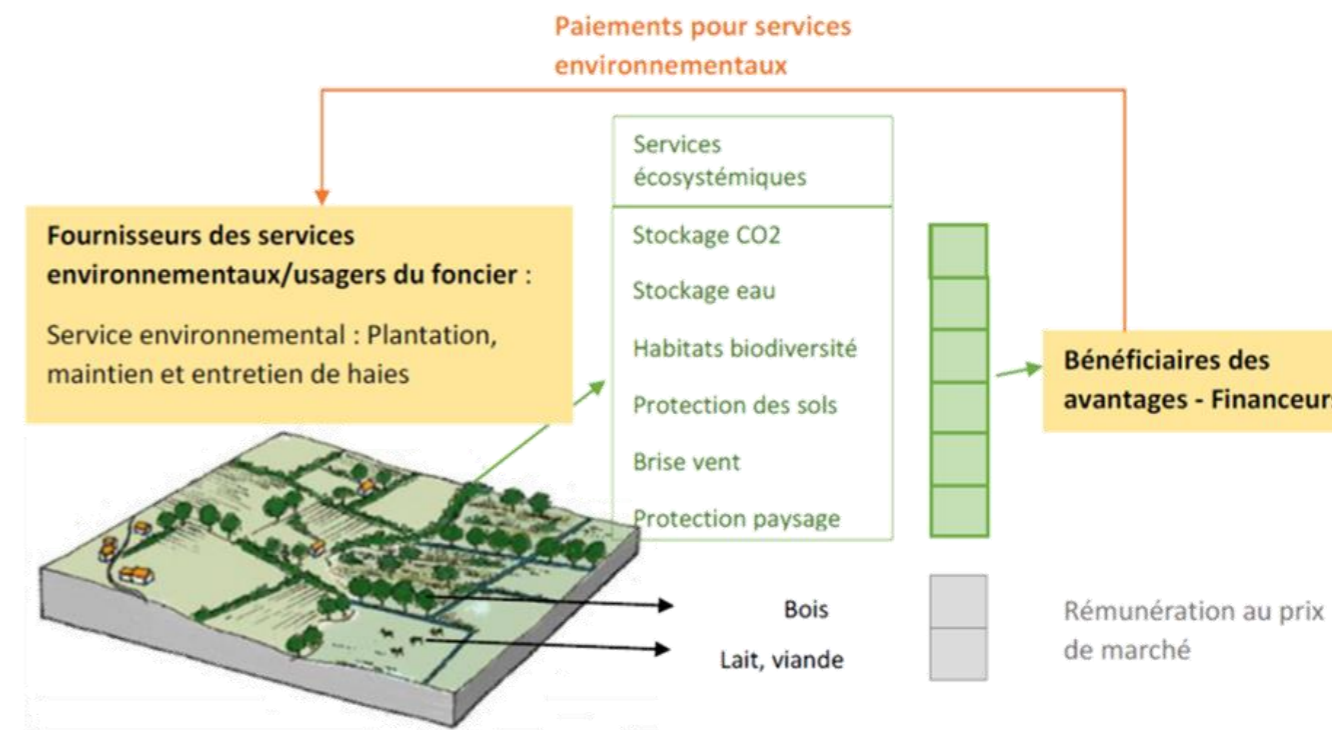 Paiements pour services
environnementaux
Services
écosystémiques
Fournisseurs des services
environnementaux/usagers du foncier :
Service environnemental : Plantation,
maintien et entretien de haies
Stockage CO2
Stockage eau
Habitats biodiversité
Protection des sols
Brise vent
Protection paysage
Bénéficiaires des
avantages - Financeurs
Bois
Lait, viande
Rémunération au prix
de marché